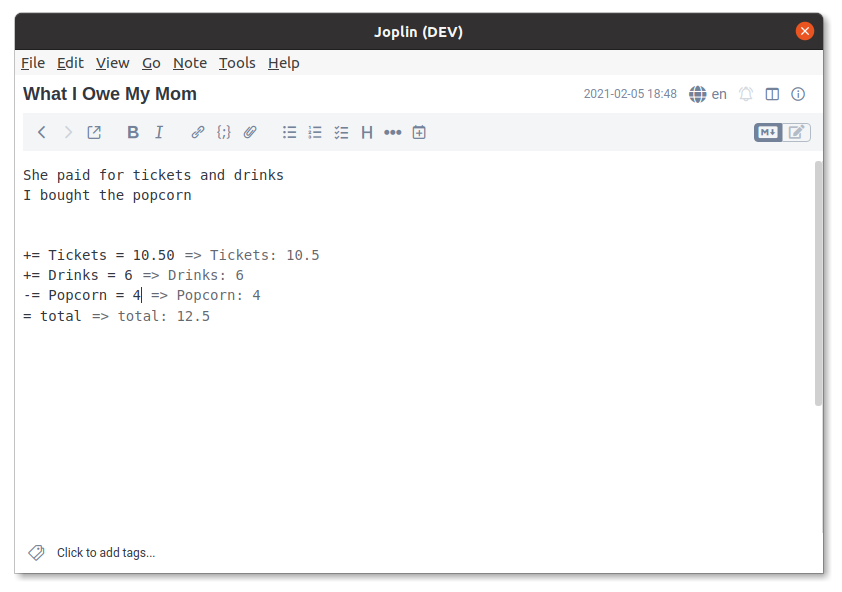 Joplin (DEV)
File Edit View Go Note Tools Help
What I Owe My Mom 2021-02-05 18:48 en
B I {;} H M↓
She paid for tickets and drinks
I bought the popcorn
+= Tickets = 10.50 => Tickets: 10.5
+= Drinks = 6 => Drinks: 6
-= Popcorn = 4 => Popcorn: 4
= total => total: 12.5
Click to add tags...